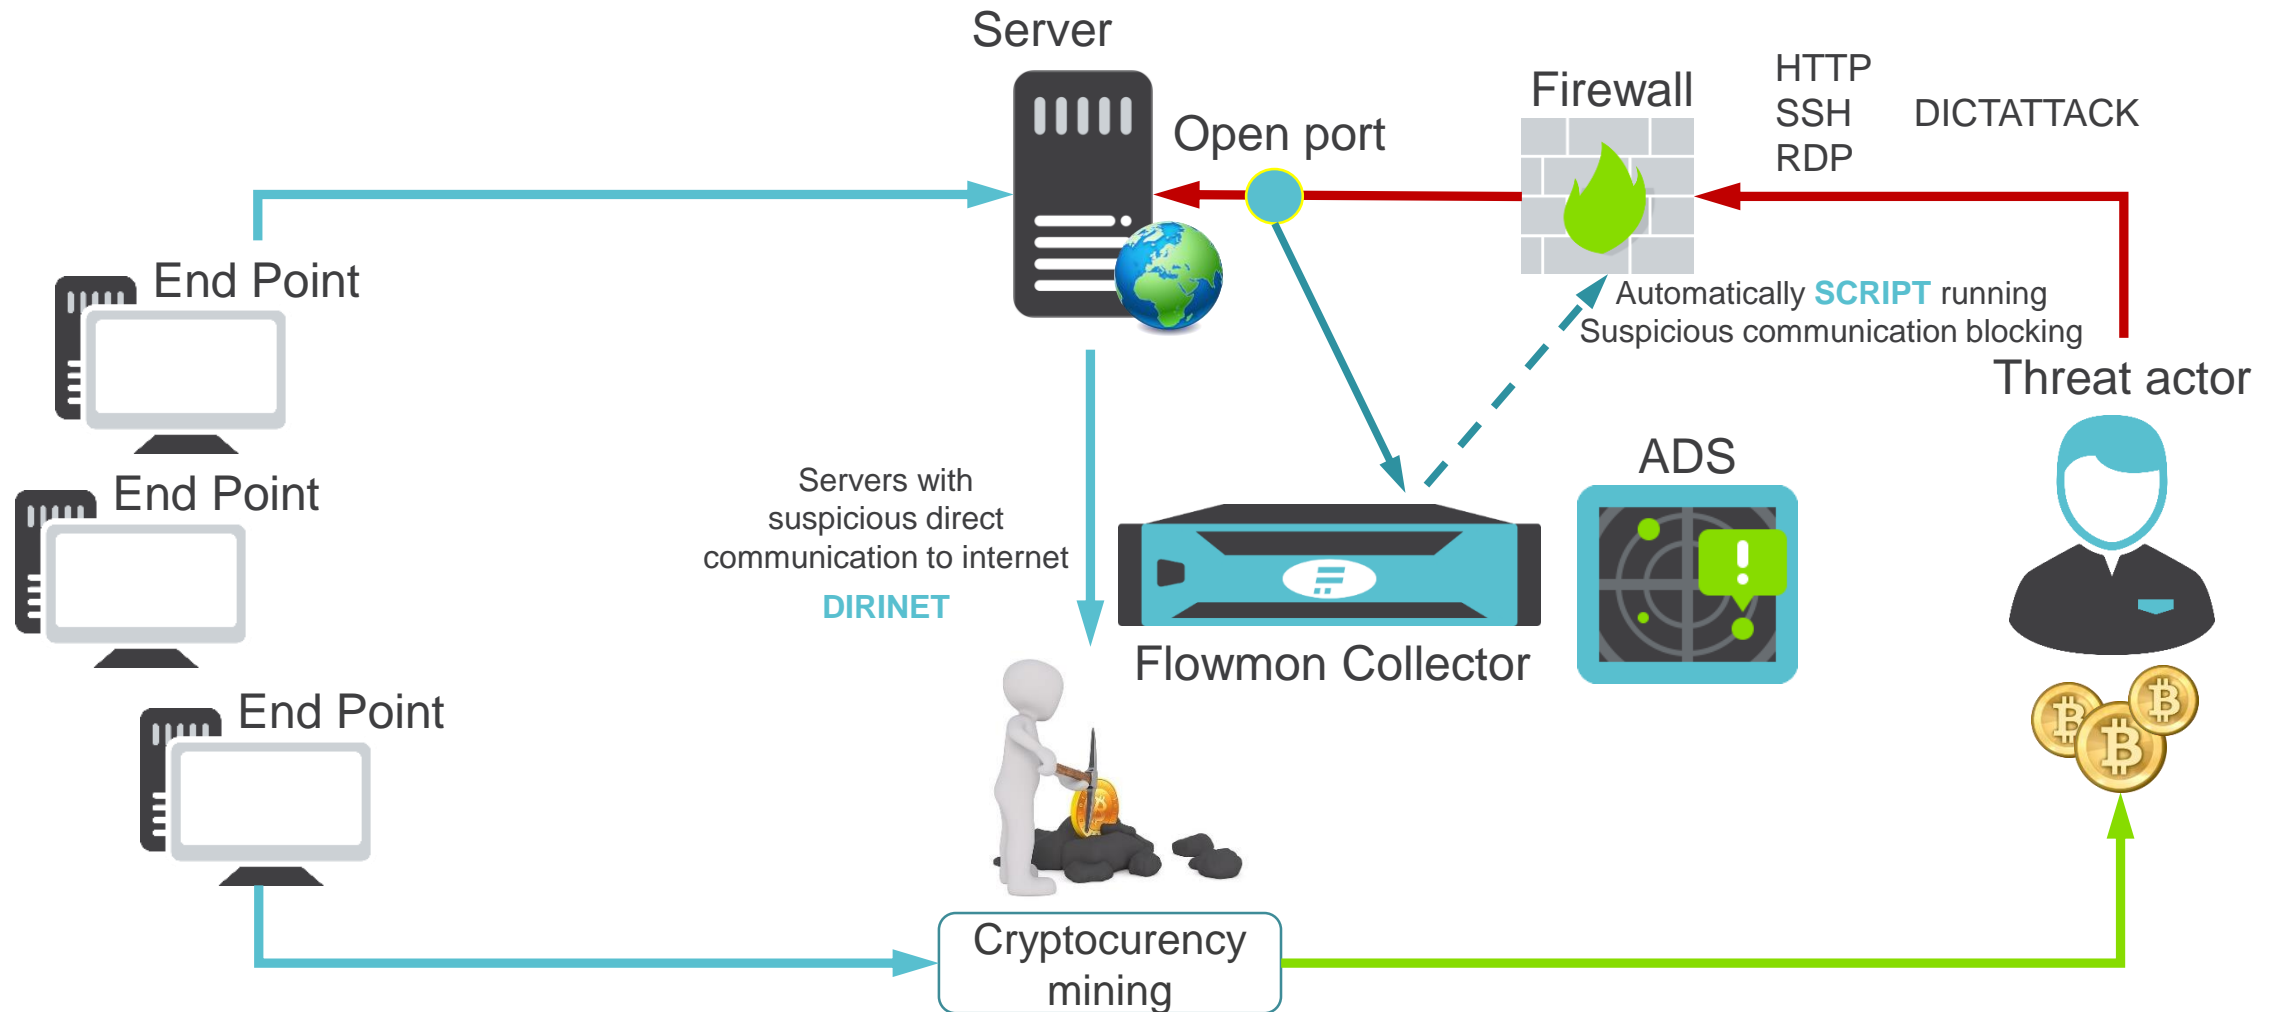 Server
Firewall
HTTP
SSH DICTATTACK
RDP
Open port
End Point
Automatically SCRIPT running
Suspicious communication blocking
Threat actor
End Point
Servers with
suspicious direct
communication to internet
DIRINET
ADS
Flowmon Collector
End Point
Cryptocurency
mining